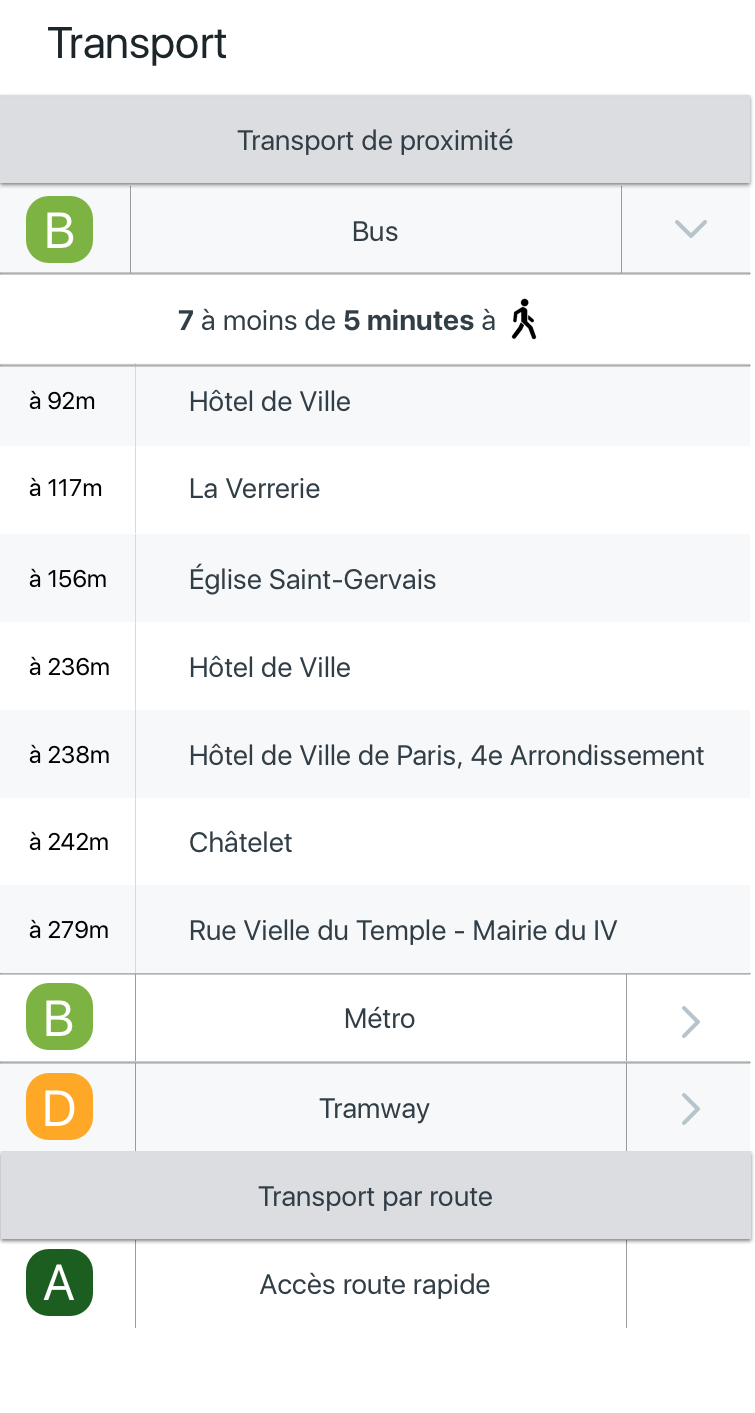 Transport
Transport de proximité
B Bus
7 à moins de 5 minutes à
à 92m Hôtel de Ville
à 117m La Verrerie
à 156m Église Saint-Gervais
à 236m Hôtel de Ville
à 238m Hôtel de Ville de Paris, 4e Arrondissement
à 242m Châtelet
à 279m Rue Vielle du Temple - Mairie du IV
B Métro
D Tramway
Transport par route
A Accès route rapide